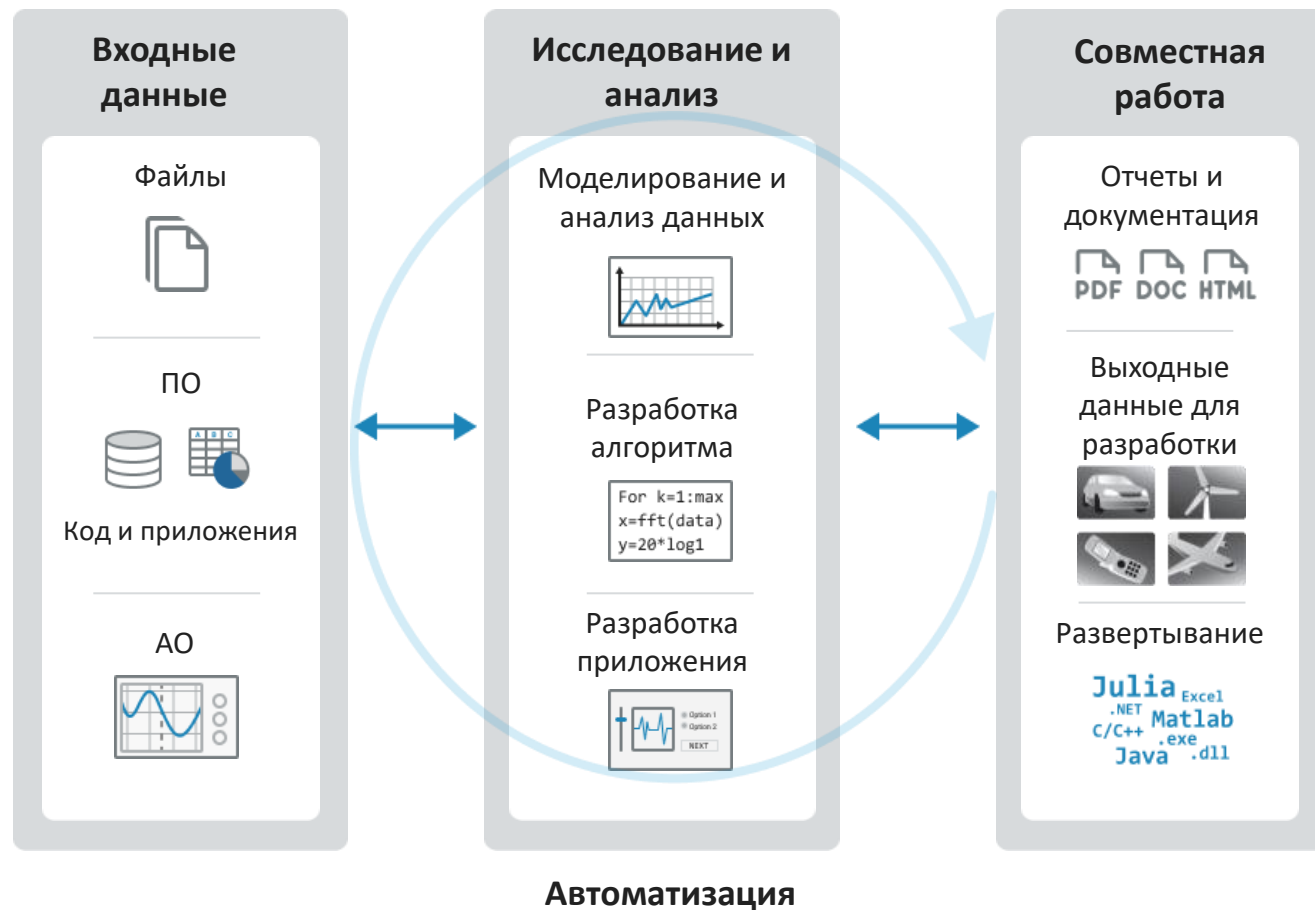 Входные
данные
Файлы
ПО
A B C
Код и приложения
АО
Исследование и
анализ
Моделирование и
анализ данных
Разработка
алгоритма
For k=1:max
x=fft(data)
y=20*log1
Разработка
приложения
Option 1
Option 2
NEXT
Совместная
работа
Отчеты и
документация
PDF DOC HTML
Выходные
данные для
разработки
Развертывание
Julia Excel
.NET Matlab
C/C++ .exe
Java .dll
Автоматизация